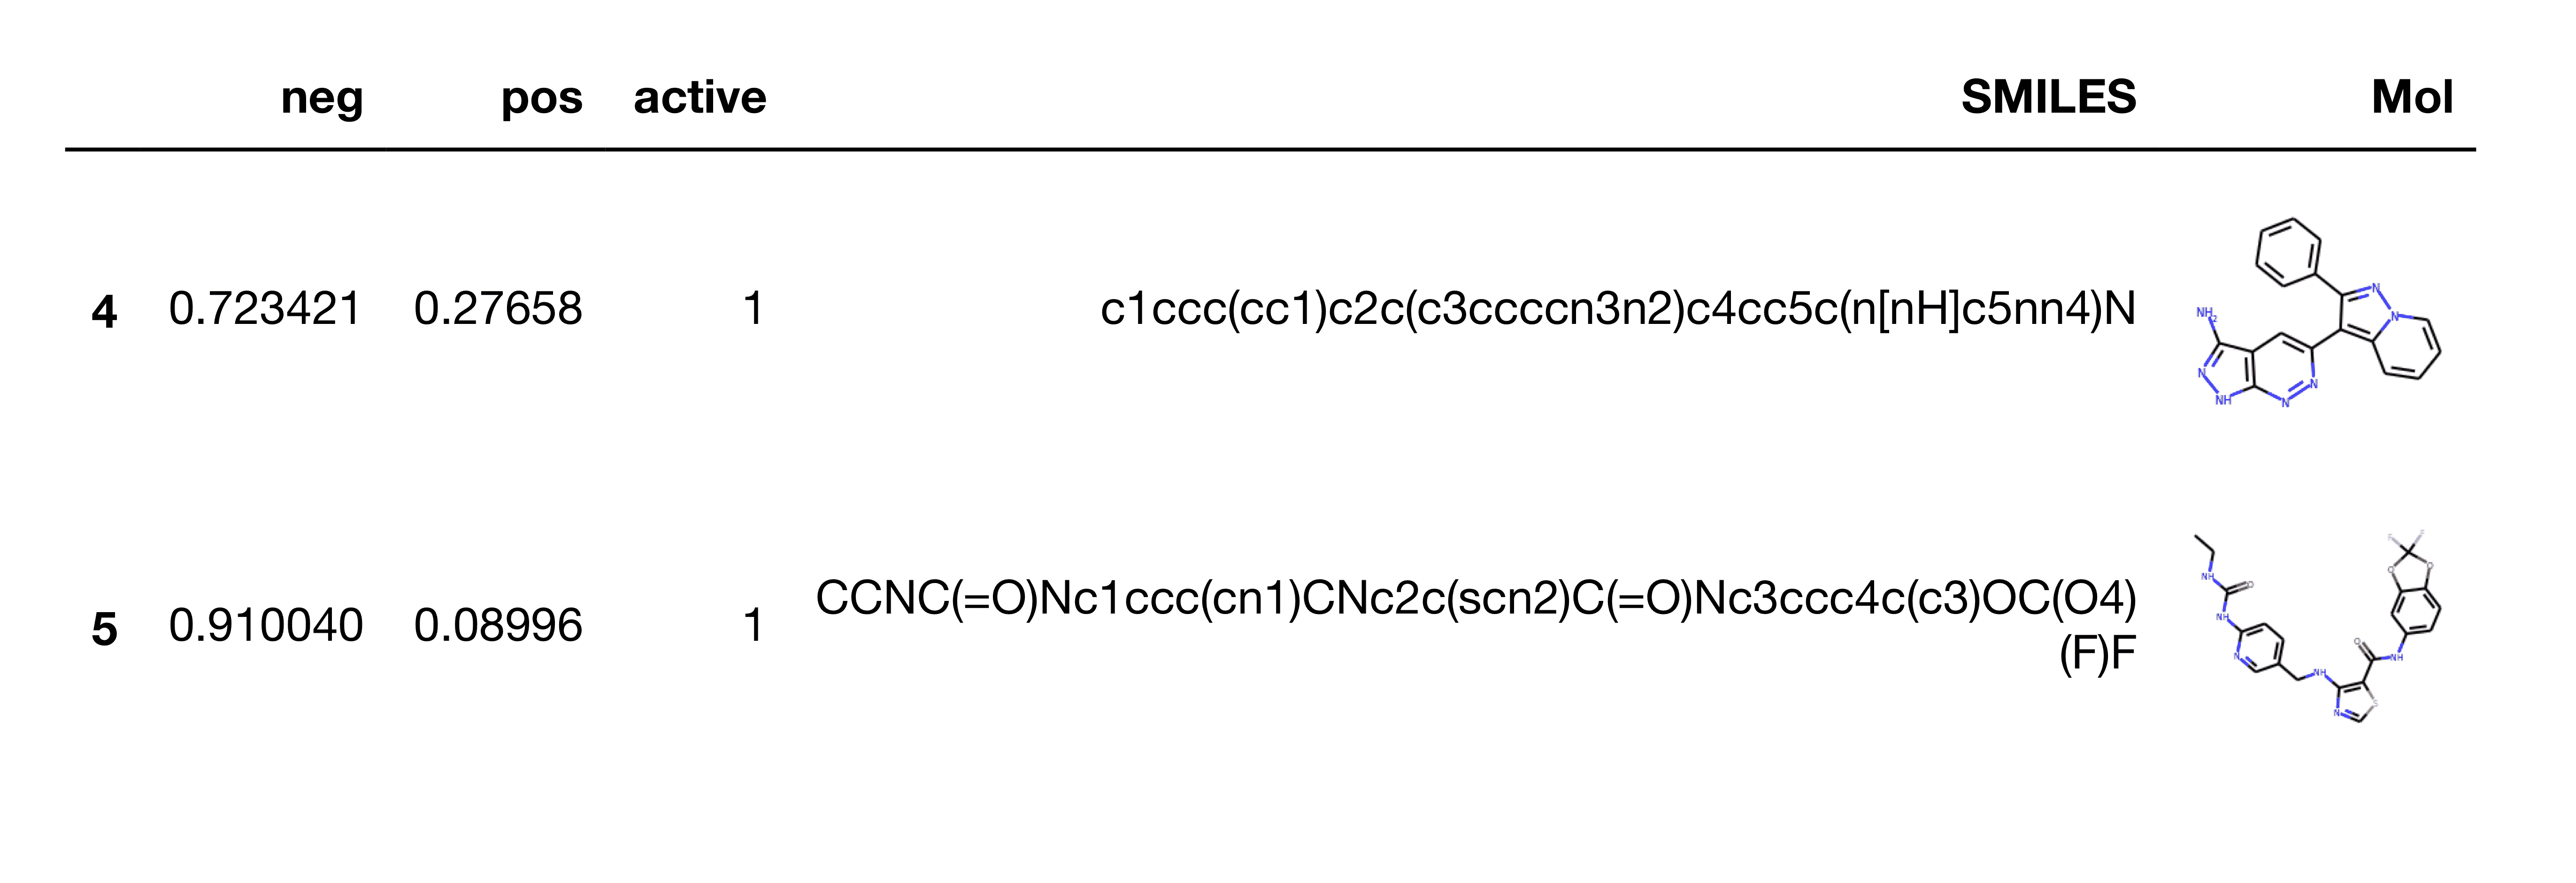 neg pos active SMILES Mol
4 0.723421 0.27658 1 c1ccc(cc1)c2c(c3ccccn3n2)c4cc5c(n[nH]c5nn4)N
NH2
N
NH
N
N
N
N
5 0.910040 0.08996 1 CCNC(=O)Nc1ccc(cn1)CNc2c(scn2)C(=O)Nc3ccc4c(c3)OC(O4)
(F)F
F F
O O
NH O
NH
O
N NH
NH
S
N